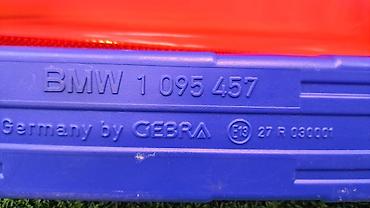 BMW 1 095 457
Germany by GEBRA E13 27 R 030001